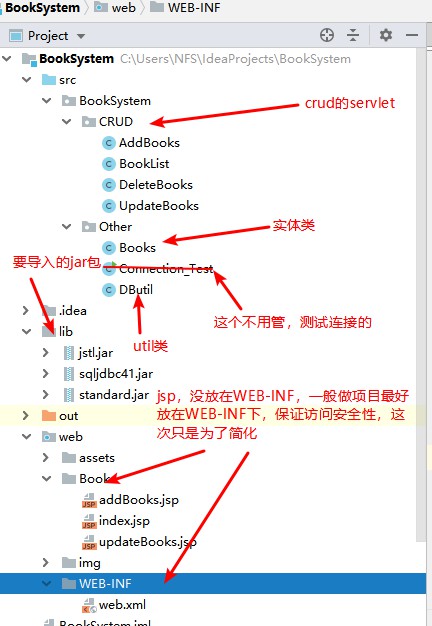 BookSystem web WEB-INF
Project
BookSystem C:\Users\NFS\IdeaProjects\BookSystem
src
BookSystem
crud的servlet
CRUD
AddBooks
BookList
DeleteBooks
UpdateBooks
Other
实体类
Books
要导入的jar包
Connection_Test
DButil
这个不用管，测试连接的
.idea
util类
lib
jstl.jar
sqljdbc41.jar
standard.jar
jsp，没放在WEB-INF，一般做项目最好
放在WEB-INF下，保证访问安全性，这
次只是为了简化
out
web
assets
Book
addBooks.jsp
index.jsp
updateBooks.jsp
img
WEB-INF
web.xml
BookSystem.iml